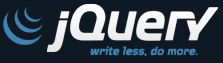 jQuery
write less, do more.